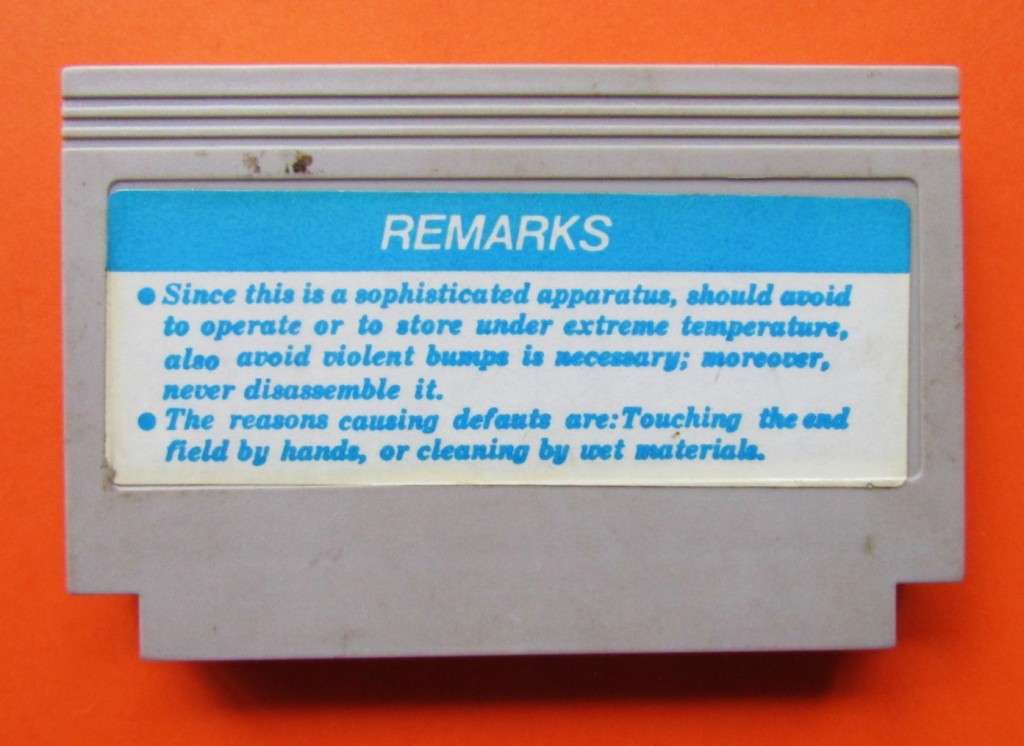 REMARKS
● Since this is a sophisticated apparatus, should avoid
to operate or to store under extreme temperature,
also avoid violent bumps is necessary; moreover,
never disassemble it.
● The reasons causing defauts are:Touching the end
field by hands, or cleaning by wet materials.